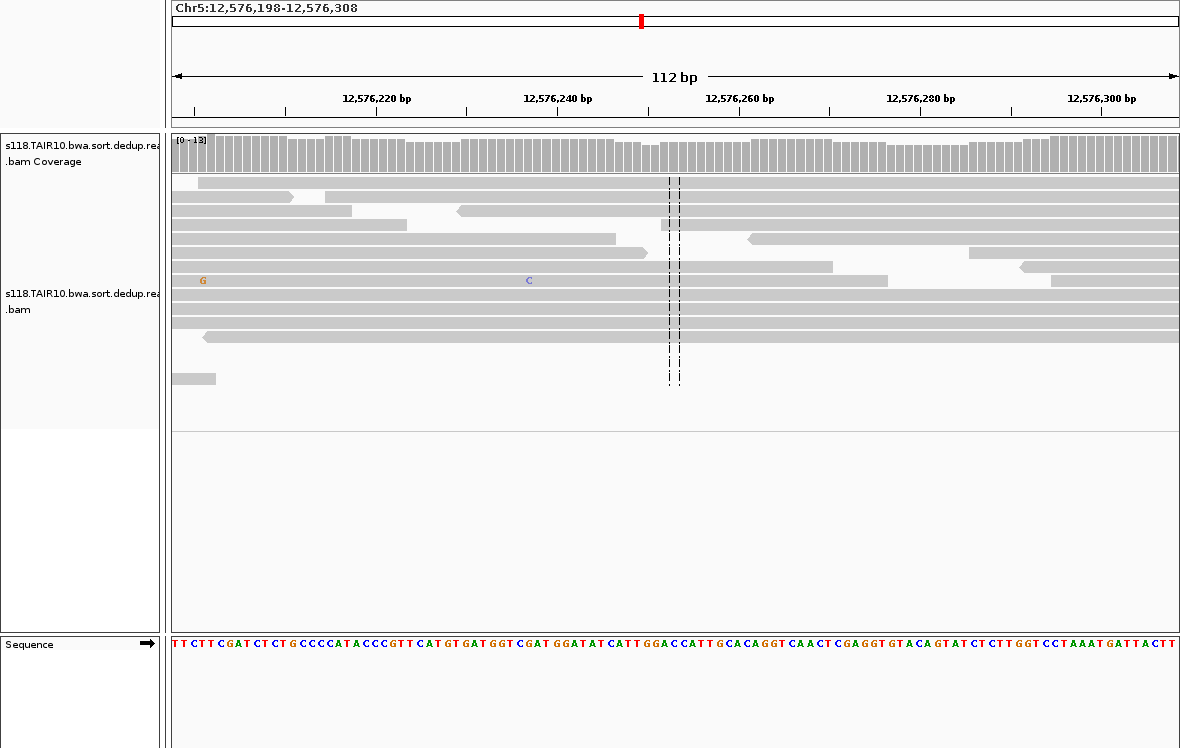 Chr5:12,576,198-12,576,308
112 bp
12,576,220 bp 12,576,240 bp 12,576,260 bp 12,576,280 bp 12,576,300 bp
s118.TAIR10.bwa.sort.dedup.rea
.bam Coverage
[0 - 13]
G C
s118.TAIR10.bwa.sort.dedup.rea
.bam
Sequence
TTCTTCGATCTCTGCCCCATACCCGTTCATGTGATGGTCGATGGATATCATTGGACCATTGCACAGGTCAACTCGAGGTGTACAGTATCTCTTGGTCCTAAATGATTACTT